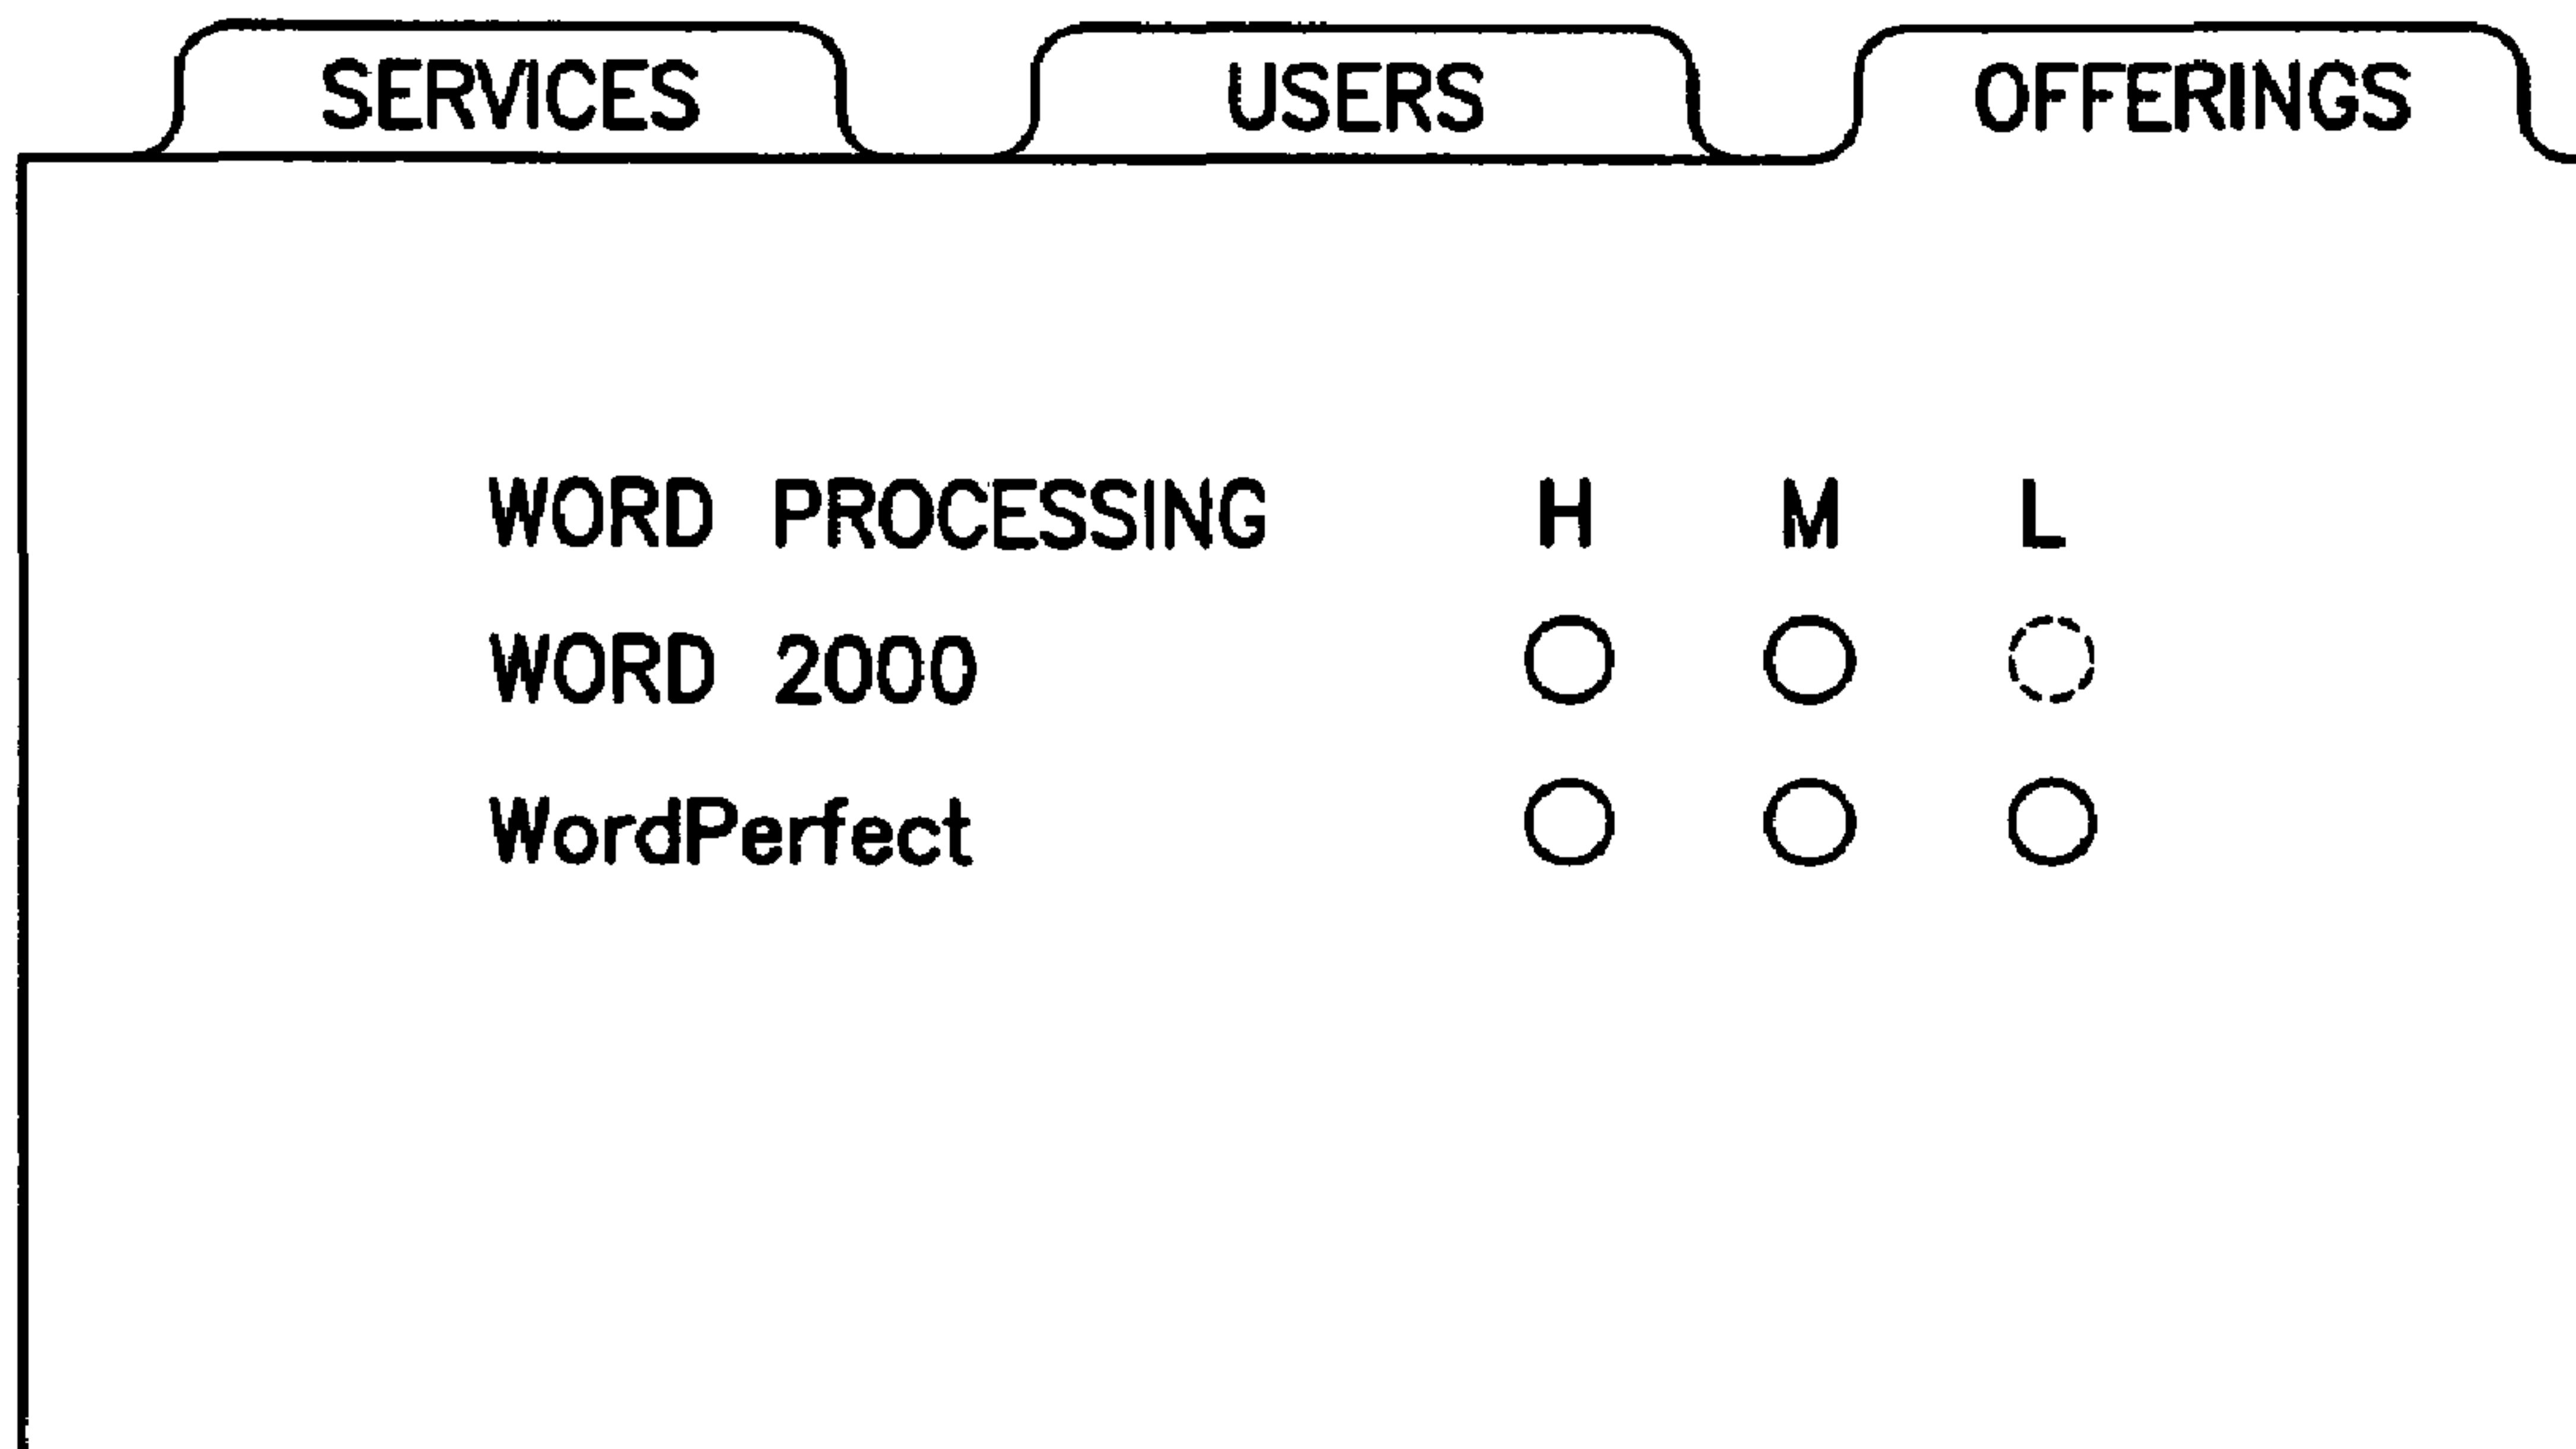 SERVICES USERS OFFERINGS
WORD PROCESSING H M L
WORD 2000
WordPerfect